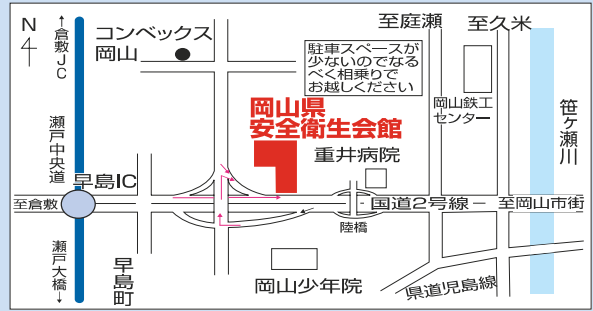 N
←倉敷JC
コンベックス
岡山
至庭瀬
至久米
駐車スペースが
少ないのでなる
べく相乗りで
お越しください
岡山鉄工
センター
瀬戸中央道
岡山県
安全衛生会館
笹ヶ瀬川
早島IC
重井病院
至倉敷
国道2号線
至岡山市街
陸橋
瀬戸大橋→
早島町
岡山少年院
県道児島線